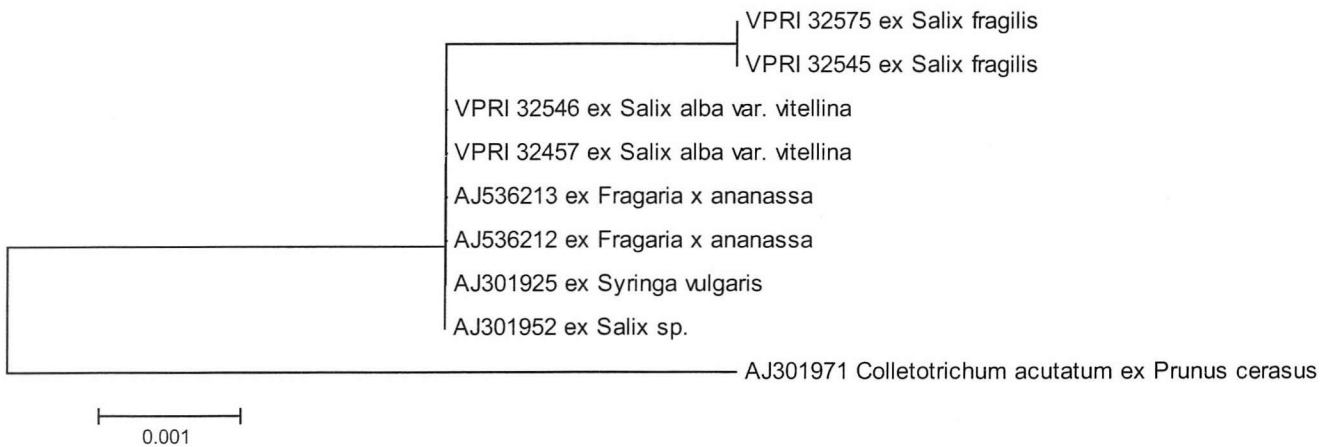 VPRI 32575 ex Salix fragilis
VPRI 32545 ex Salix fragilis
VPRI 32546 ex Salix alba var. vitellina
VPRI 32457 ex Salix alba var. vitellina
AJ536213 ex Fragaria x ananassa
AJ536212 ex Fragaria x ananassa
AJ301925 ex Syringa vulgaris
AJ301952 ex Salix sp.
AJ301971 Colletotrichum acutatum ex Prunus cerasus
0.001